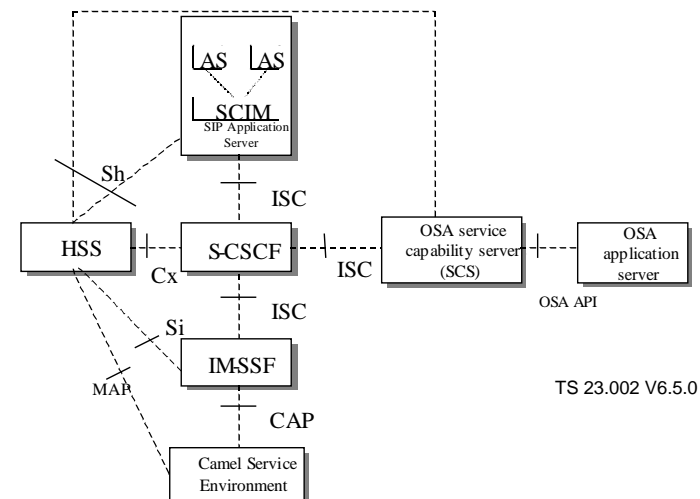 AS AS
SCIM
SIP Application
Server
Sh
ISC
HSS
S-CSCF
OSA service
capability server
(SCS)
OSA
application
server
Cx
ISC
OSA API
ISC
Si
IM-SSF
MAP
TS 23.002 V6.5.0
CAP
Camel Service
Environment